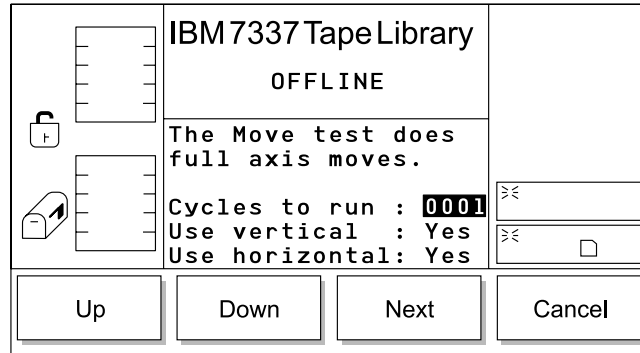 IBM 7337 Tape Library
OFFLINE
The Move test does
full axis moves.
Cycles to run : 0001
Use vertical : Yes
Use horizontal: Yes
Up
Down
Next
Cancel